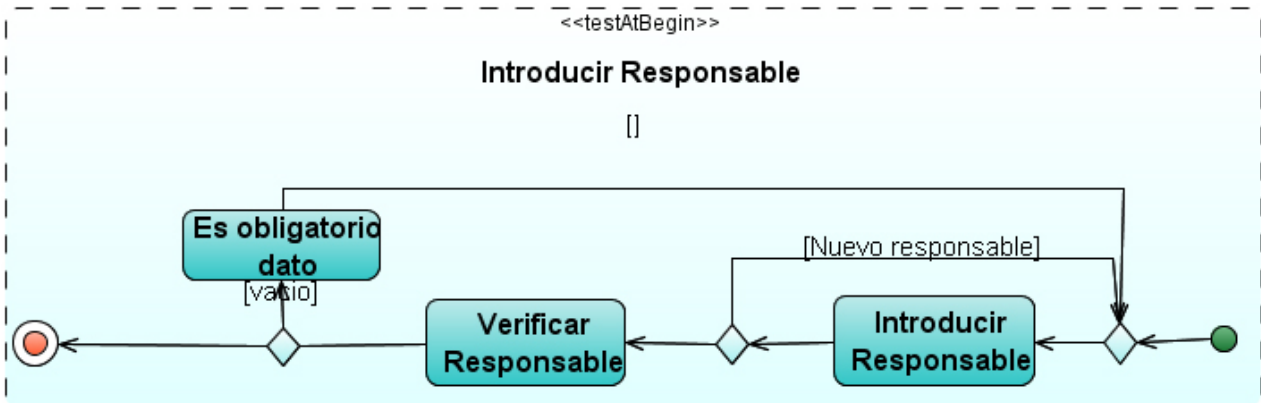 <<testAtBegin>>
Introducir Responsable
[]
Es obligatorio
dato
[vacio]
[Nuevo responsable]
Verificar
Responsable
Introducir
Responsable